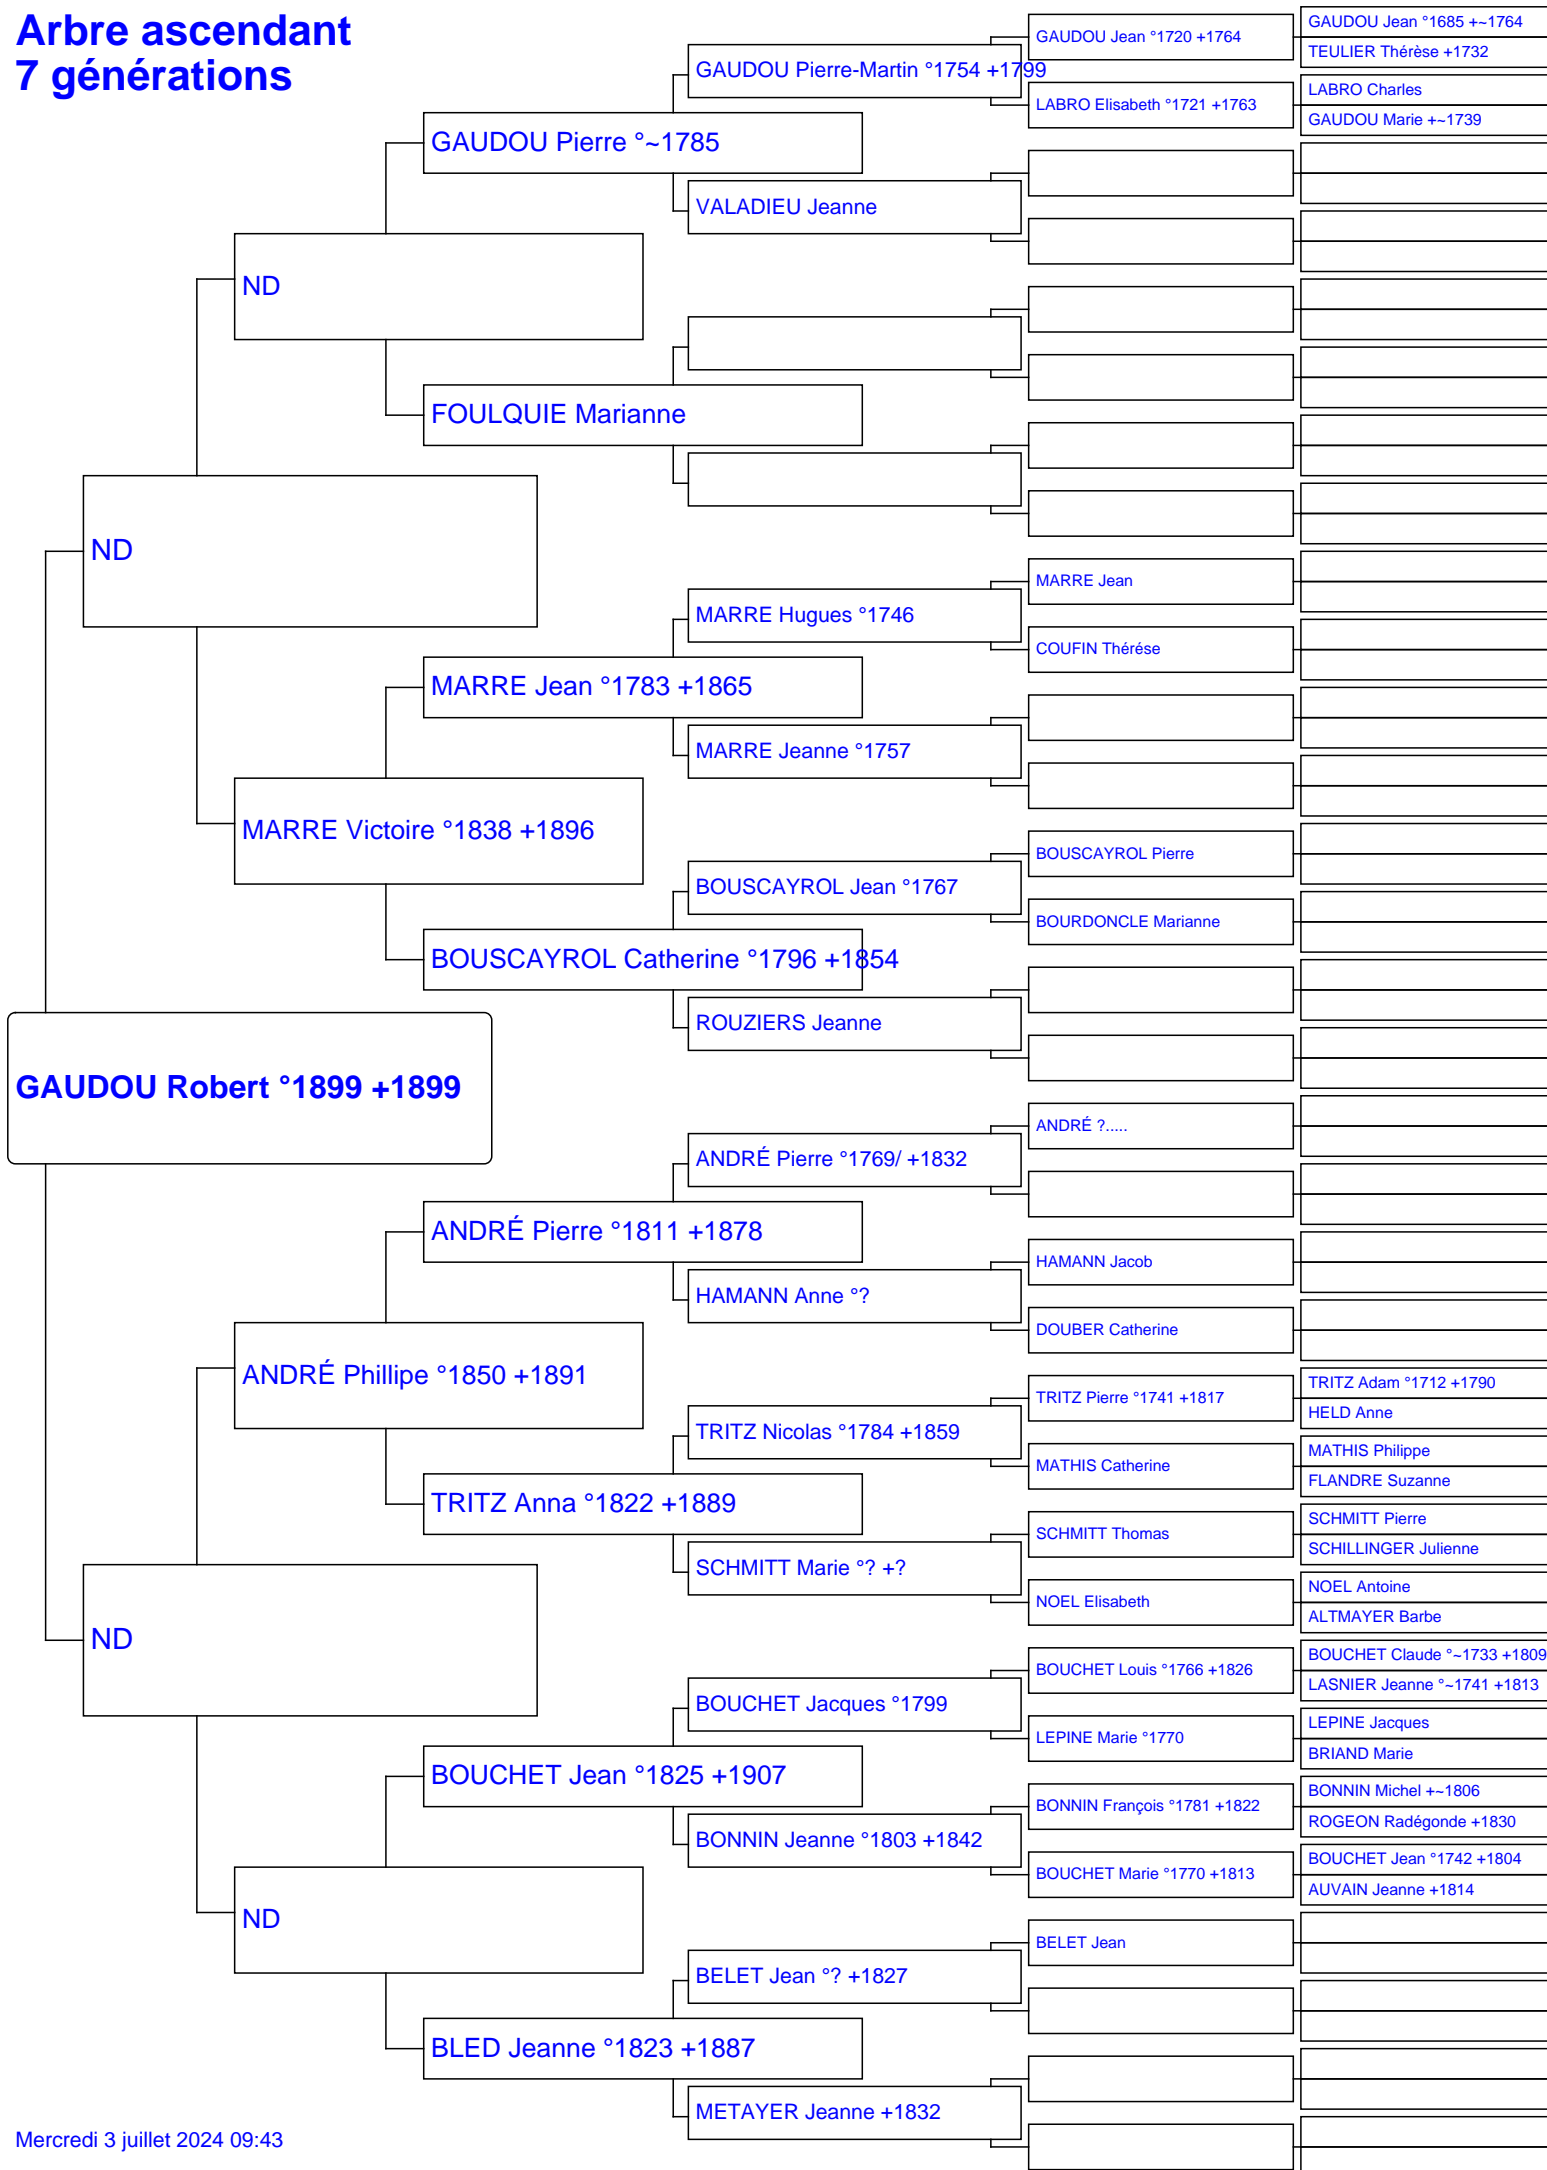 Arbre ascendant
7 générations
GAUDOU Jean °1685 +~1764
GAUDOU Jean °1720 +1764
TEULIER Thérèse +1732
GAUDOU Pierre-Martin °1754 +1799
LABRO Charles
LABRO Elisabeth °1721 +1763
GAUDOU Marie +~1739
GAUDOU Pierre °~1785
VALADIEU Jeanne
ND
FOULQUIE Marianne
ND
MARRE Jean
MARRE Hugues °1746
COUFIN Thérése
MARRE Jean °1783 +1865
MARRE Jeanne °1757
MARRE Victoire °1838 +1896
BOUSCAYROL Pierre
BOUSCAYROL Jean °1767
BOURDONCLE Marianne
BOUSCAYROL Catherine °1796 +1854
ROUZIERS Jeanne
GAUDOU Robert °1899 +1899
ANDRÉ ?.....
ANDRÉ Pierre °1769/ +1832
ANDRÉ Pierre °1811 +1878
HAMANN Jacob
HAMANN Anne °?
DOUBER Catherine
ANDRÉ Phillipe °1850 +1891
TRITZ Adam °1712 +1790
TRITZ Pierre °1741 +1817
HELD Anne
TRITZ Nicolas °1784 +1859
MATHIS Philippe
MATHIS Catherine
FLANDRE Suzanne
TRITZ Anna °1822 +1889
SCHMITT Pierre
SCHMITT Thomas
SCHILLINGER Julienne
SCHMITT Marie °? +?
NOEL Antoine
NOEL Elisabeth
ALTMAYER Barbe
ND
BOUCHET Claude °~1733 +1809
BOUCHET Louis °1766 +1826
LASNIER Jeanne °~1741 +1813
BOUCHET Jacques °1799
LEPINE Jacques
LEPINE Marie °1770
BRIAND Marie
BOUCHET Jean °1825 +1907
BONNIN Michel +~1806
BONNIN François °1781 +1822
ROGEON Radégonde +1830
BONNIN Jeanne °1803 +1842
BOUCHET Jean °1742 +1804
BOUCHET Marie °1770 +1813
AUVAIN Jeanne +1814
ND
BELET Jean
BELET Jean °? +1827
BLED Jeanne °1823 +1887
METAYER Jeanne +1832
Mercredi 3 juillet 2024 09:43